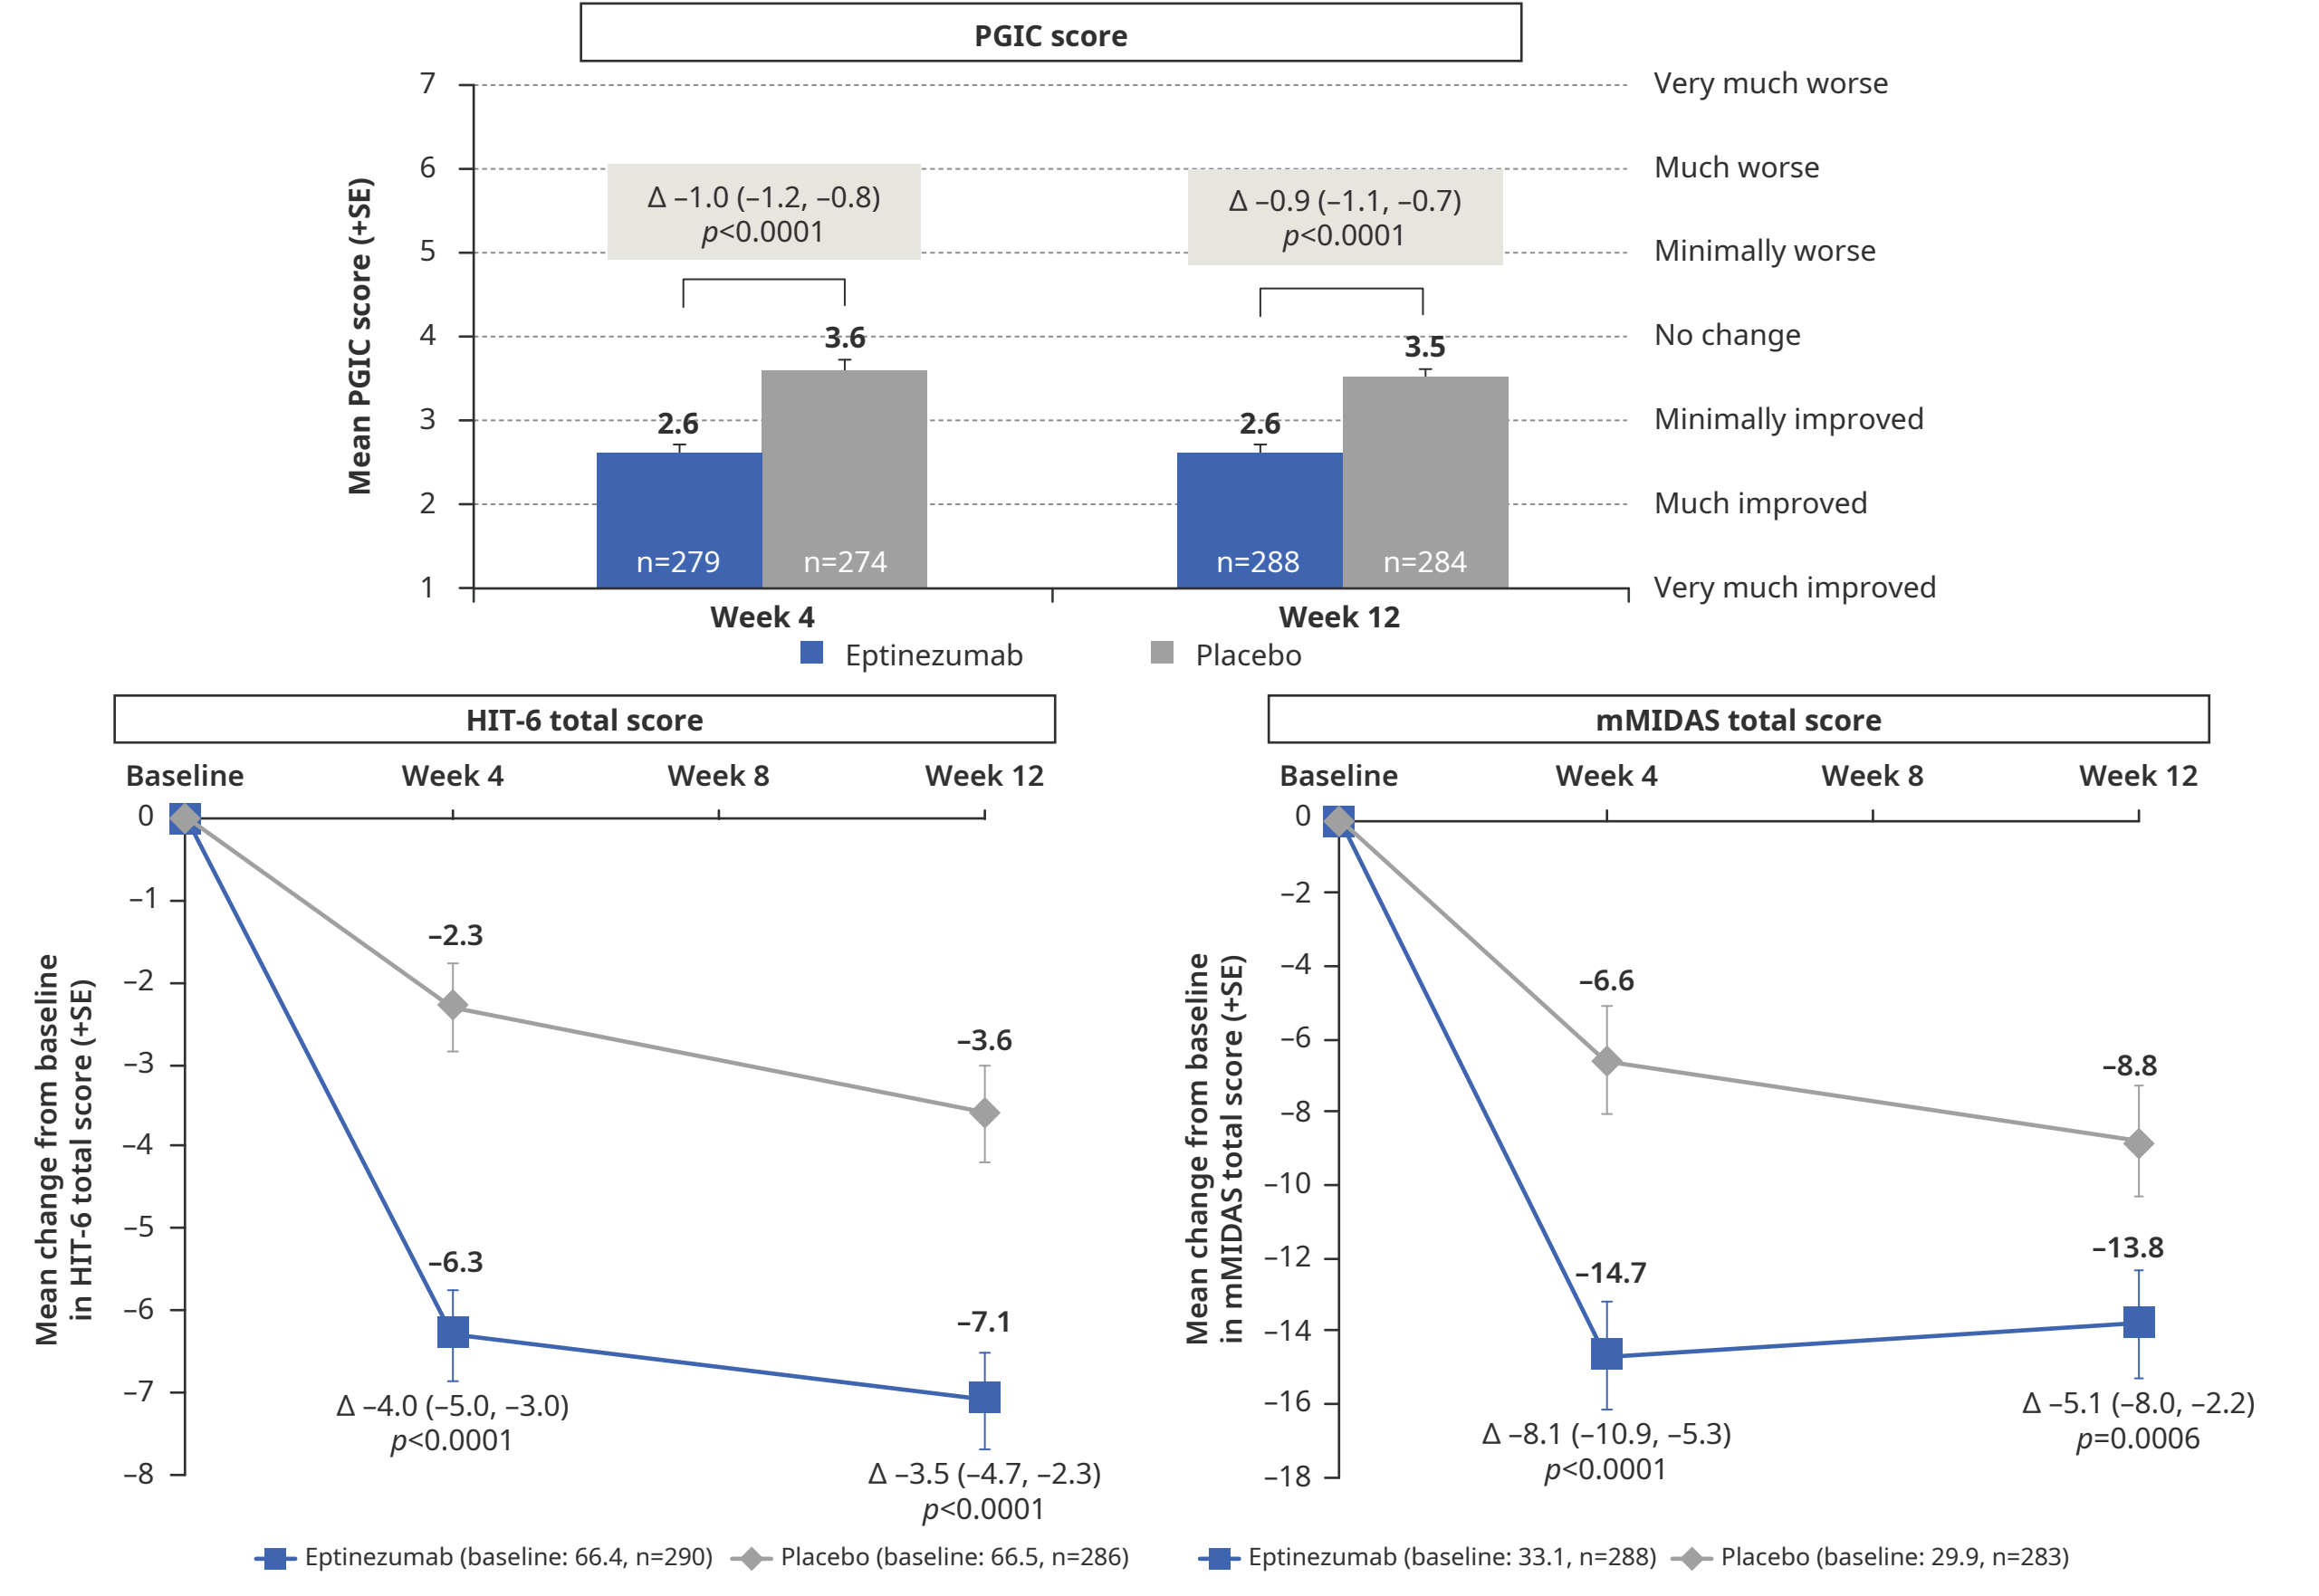 PGIC score
Mean PGIC score (+SE)
7
6
5
4
3
2
1
Very much worse
Much worse
Minimally worse
No change
Minimally improved
Much improved
Very much improved
Δ –1.0 (–1.2, –0.8)
p<0.0001
Δ –0.9 (–1.1, –0.7)
p<0.0001
2.6
3.6
2.6
3.5
n=279
n=274
n=288
n=284
Week 4
Week 12
Eptinezumab
Placebo
HIT-6 total score
Baseline
Week 4
Week 8
Week 12
Mean change from baseline
in HIT-6 total score (+SE)
0
–1
–2
–3
–4
–5
–6
–7
–8
–2.3
–3.6
–6.3
–7.1
Δ –4.0 (–5.0, –3.0)
p<0.0001
Δ –3.5 (–4.7, –2.3)
p<0.0001
Eptinezumab (baseline: 66.4, n=290)
Placebo (baseline: 66.5, n=286)
mMIDAS total score
Baseline
Week 4
Week 8
Week 12
Mean change from baseline
in mMIDAS total score (+SE)
0
–2
–4
–6
–8
–10
–12
–14
–16
–18
–6.6
–8.8
–14.7
–13.8
Δ –8.1 (–10.9, –5.3)
p<0.0001
Δ –5.1 (–8.0, –2.2)
p=0.0006
Eptinezumab (baseline: 33.1, n=288)
Placebo (baseline: 29.9, n=283)